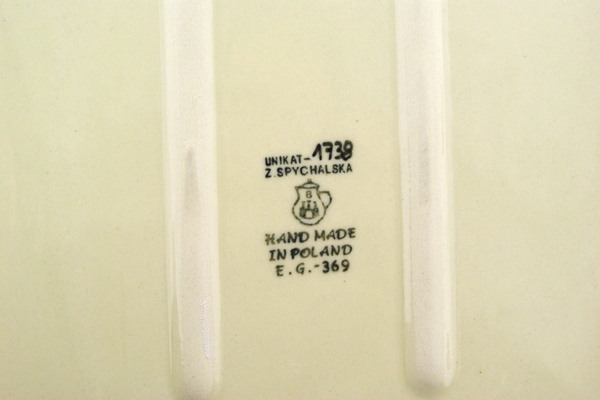 UNIKAT-1738
Z.SPYCHALSKA
B
HAND MADE
IN POLAND
E.G.-369